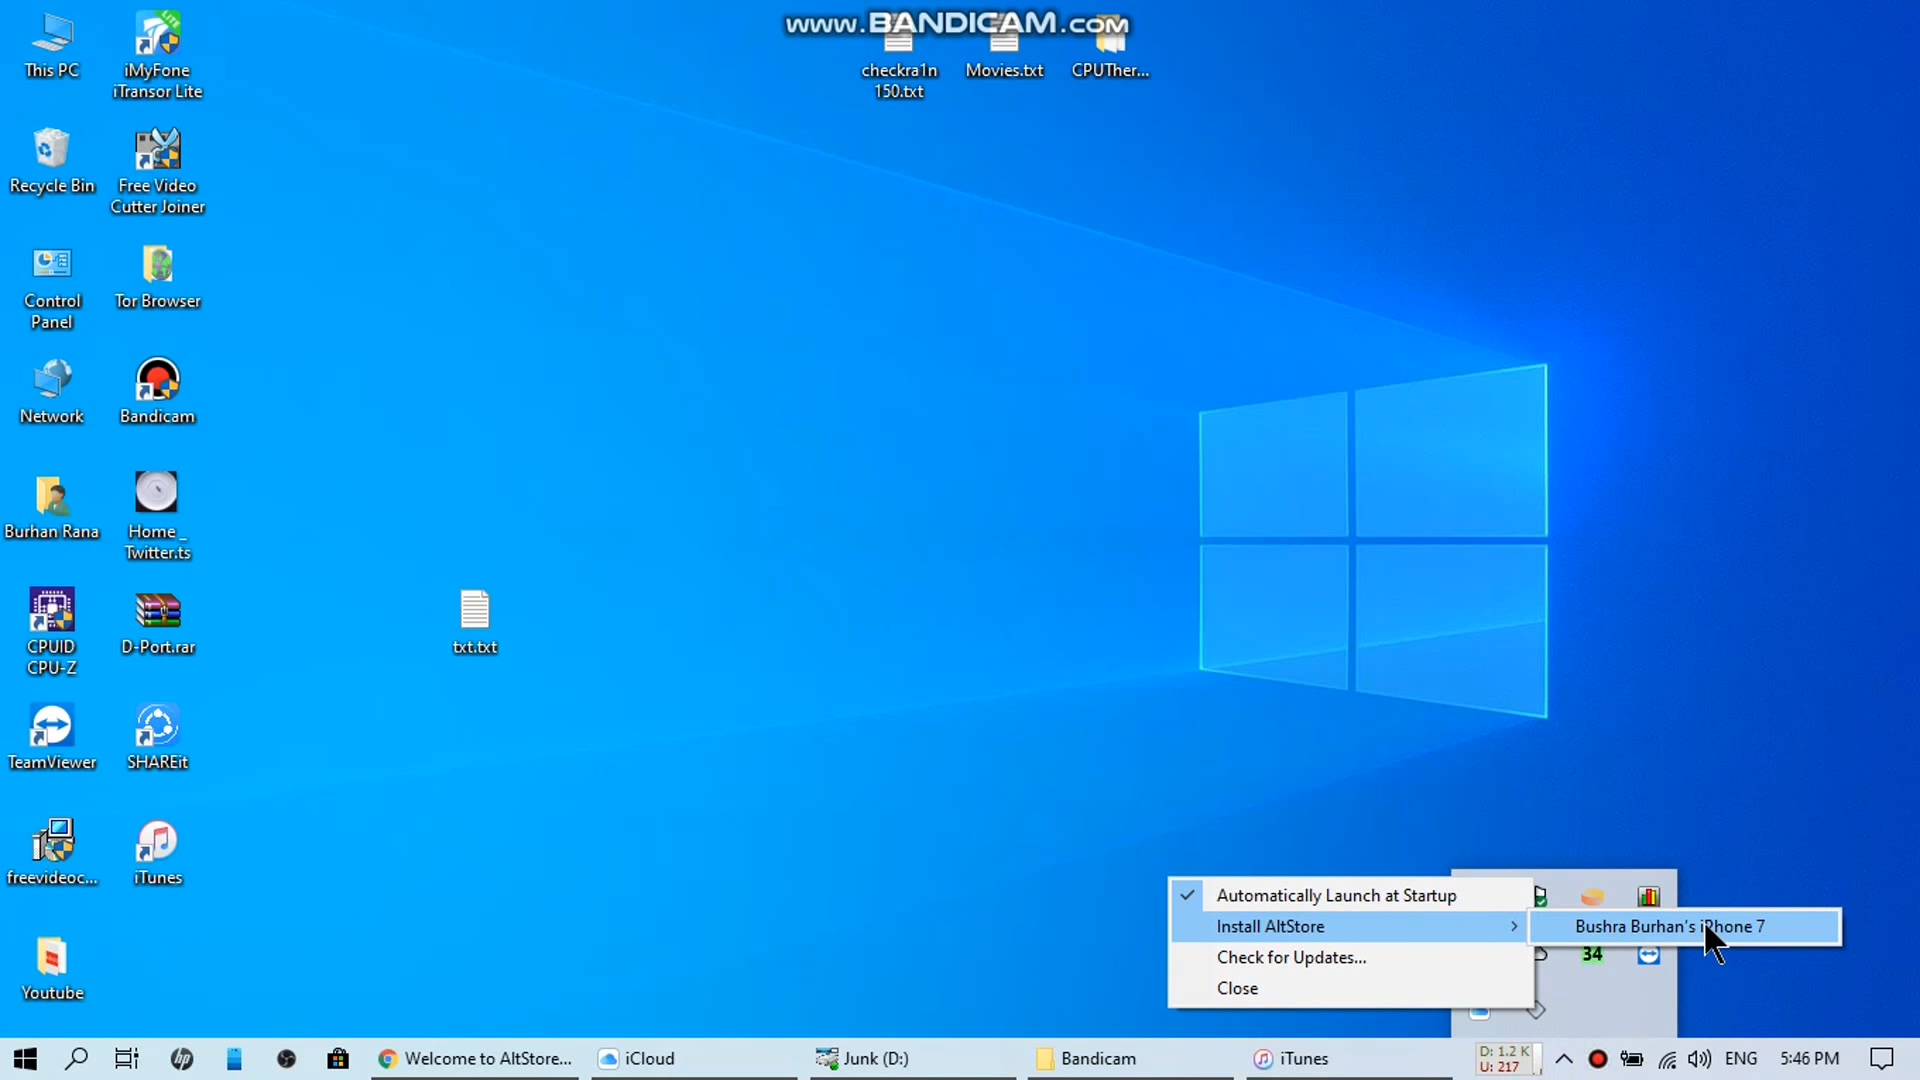 www.BANDICAM.com
This PC
iMyFone
iTransor Lite
LITE
checkra1n
150.txt
Movies.txt
CPUTher...
Recycle Bin
Free Video
Cutter Joiner
Control
Panel
Tor Browser
Network
Bandicam
Burhan Rana
Home _
Twitter.ts
CPUID
CPU-Z
D-Port.rar
txt.txt
TeamViewer
SHAREit
freevideoc...
iTunes
Youtube
Automatically Launch at Startup
Install AltStore
Bushra Burhan's iPhone 7
Check for Updates...
34
Close
Welcome to AltStore...
iCloud
Junk (D:)
Bandicam
iTunes
D: 1.2 K
U: 217
ENG
5:46 PM